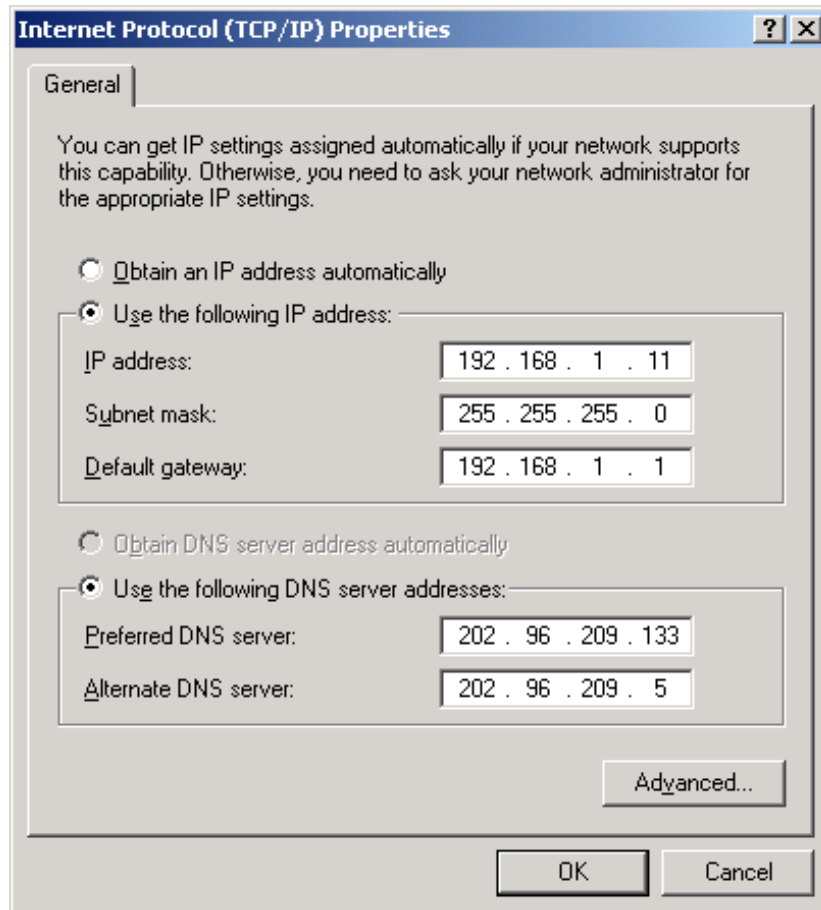 Internet Protocol (TCP/IP) Properties
General
You can get IP settings assigned automatically if your network supports
this capability. Otherwise, you need to ask your network administrator for
the appropriate IP settings.
Obtain an IP address automatically
Use the following IP address:
IP address: 192 . 168 . 1 . 11
Subnet mask: 255 . 255 . 255 . 0
Default gateway: 192 . 168 . 1 . 1
Obtain DNS server address automatically
Use the following DNS server addresses:
Preferred DNS server: 202 . 96 . 209 . 133
Alternate DNS server: 202 . 96 . 209 . 5
Advanced...
OK Cancel